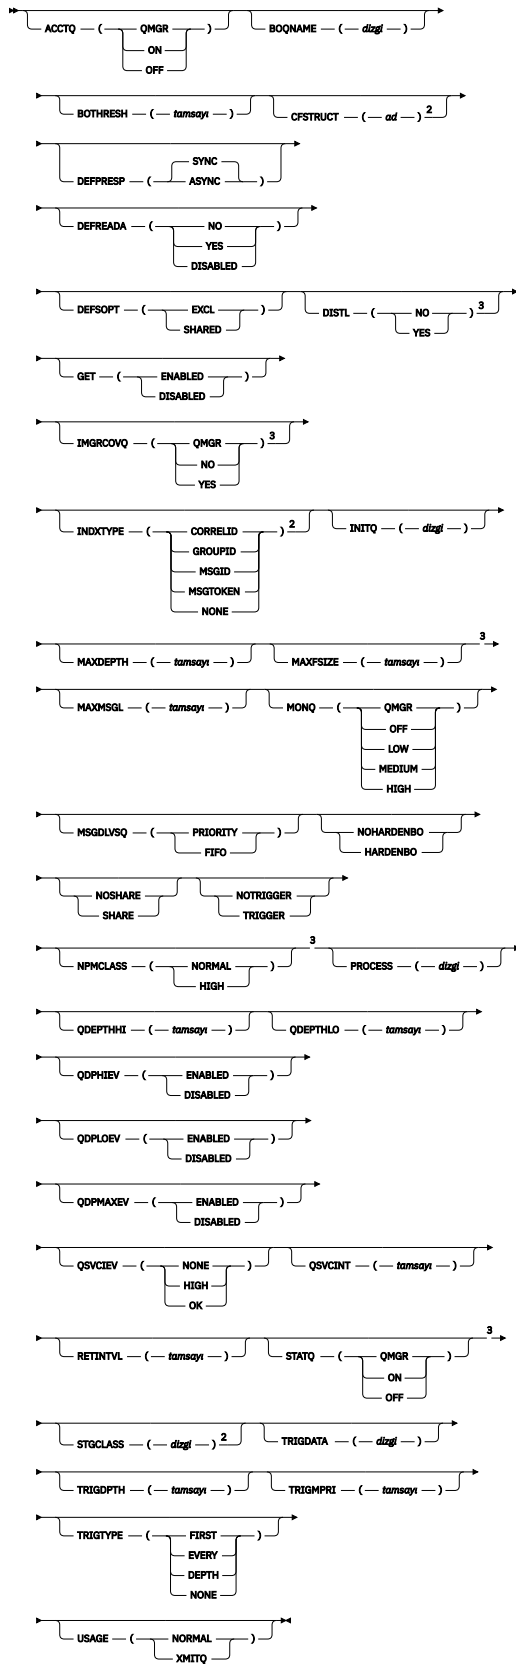 ACCTQ ( QMGR )
ON
OFF
BOQNAME ( dizgi )
BOTHRESH ( tamsayı )
CFSTRUCT ( ad ) 2
DEFPRESP ( SYNC
ASYNC )
DEFREADA ( NO )
YES
DISABLED
DEFSOPT ( EXCL )
SHARED
DISTL ( NO ) 3
YES
GET ( ENABLED )
DISABLED
IMGRCOVQ ( QMGR ) 3
NO
YES
INDXTYPE ( CORRELID ) 2
GROUPID
MSGID
MSGTOKEN
NONE
INITQ ( dizgi )
MAXDEPTH ( tamsayı )
MAXFSIZE ( tamsayı ) 3
MAXMSGL ( tamsayı )
MONQ ( QMGR )
OFF
LOW
MEDIUM
HIGH
MSGDLVSQ ( PRIORITY )
FIFO
NOHARDENBO
HARDENBO
NOSHARE
SHARE
NOTRIGGER
TRIGGER
NPMCLASS ( NORMAL ) 3
HIGH
PROCESS ( dizgi )
QDEPTHHI ( tamsayı )
QDEPTHLO ( tamsayı )
QDPHIEV ( ENABLED )
DISABLED
QDPLOEV ( ENABLED )
DISABLED
QDPMAXEV ( ENABLED )
DISABLED
QSVCIEV ( NONE )
HIGH
OK
QSVCINT ( tamsayı )
RETINTVL ( tamsayı )
STATQ ( QMGR ) 3
ON
OFF
STGCLASS ( dizgi ) 2
TRIGDATA ( dizgi )
TRIGDPTH ( tamsayı )
TRIGMPRI ( tamsayı )
TRIGTYPE ( FIRST )
EVERY
DEPTH
NONE
USAGE ( NORMAL )
XMITQ